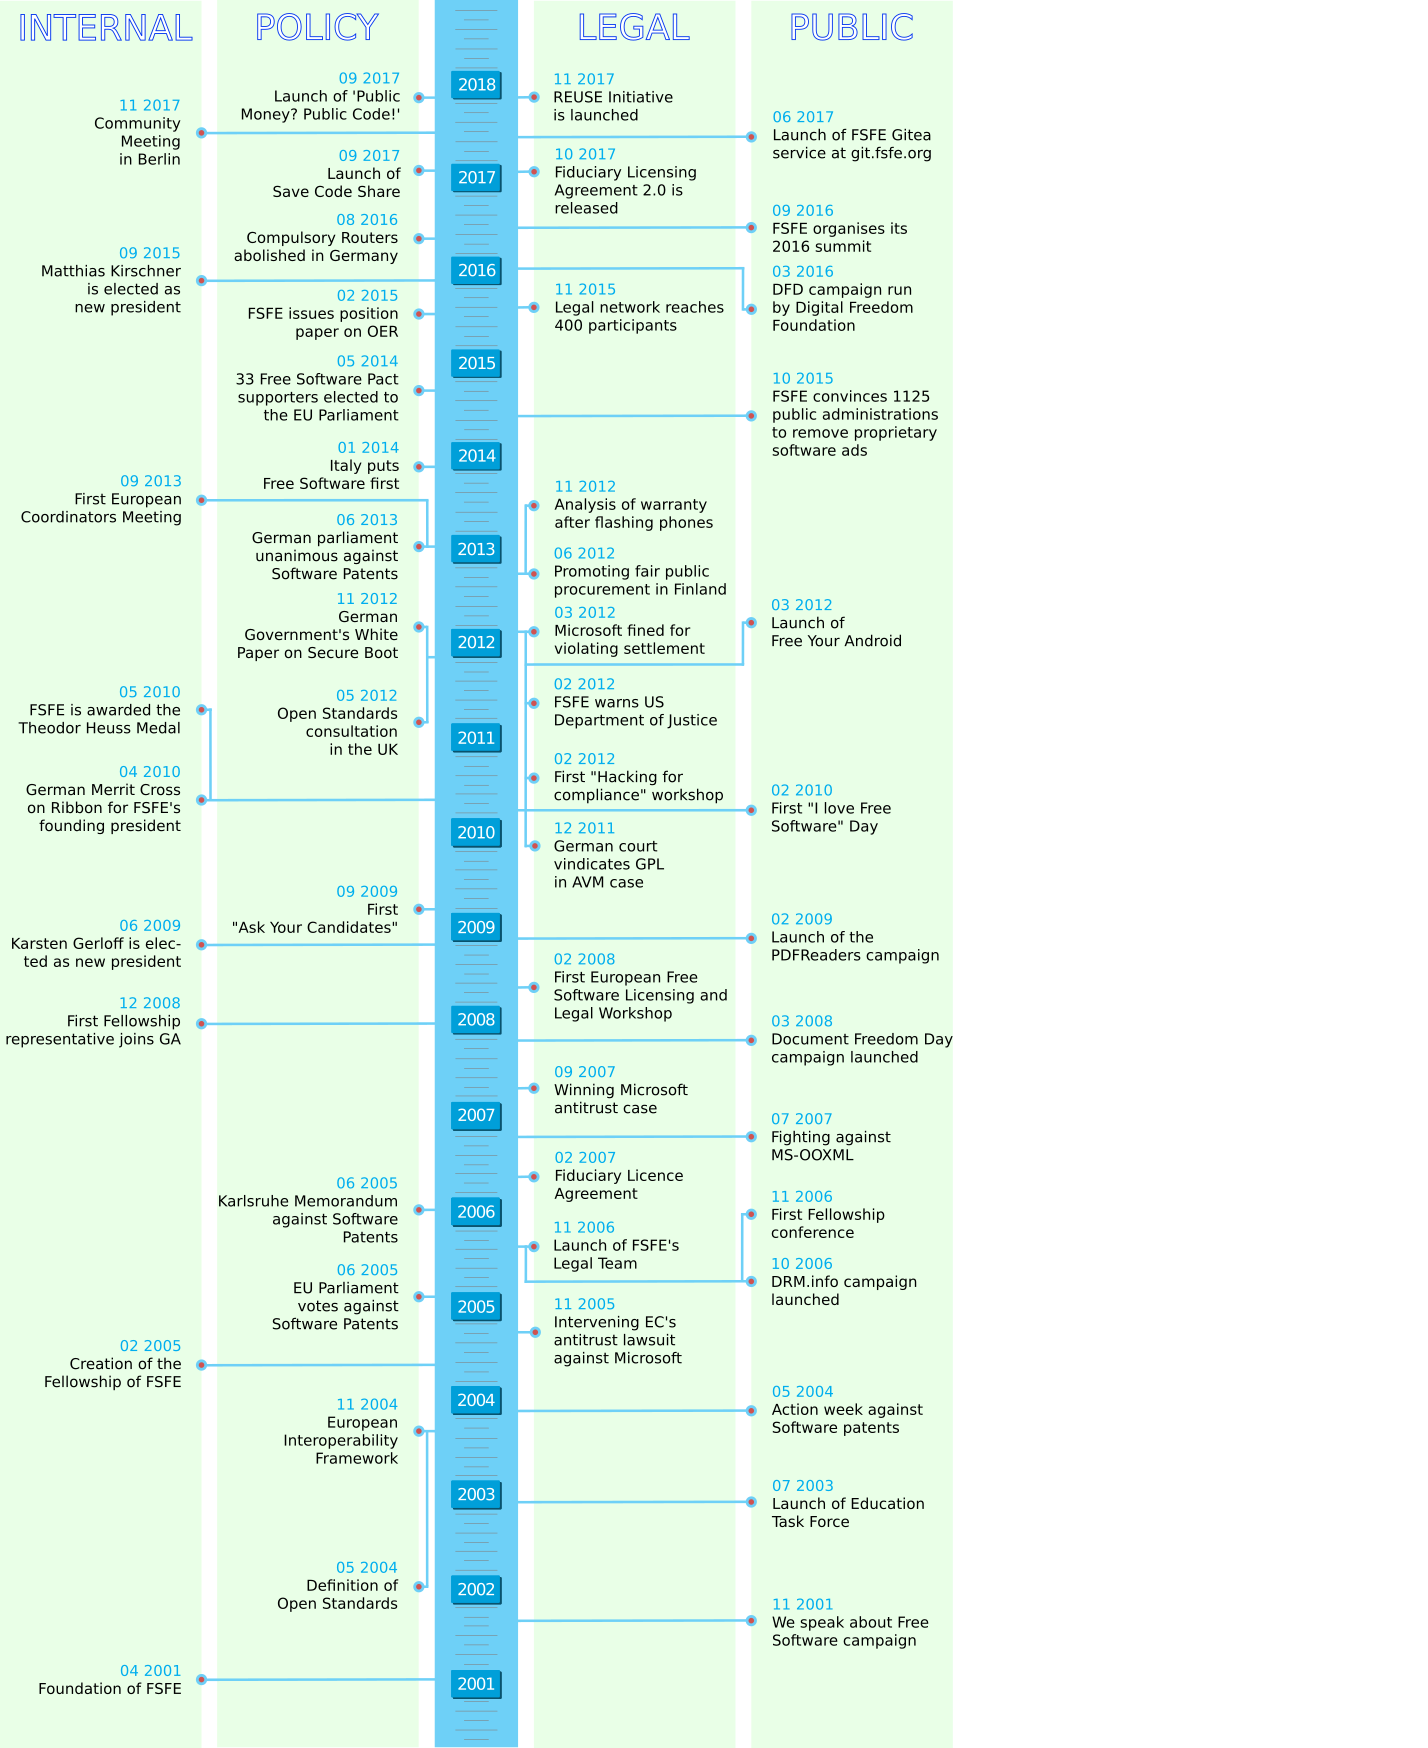 INTERNAL
11 2017
Community
Meeting
in Berlin
09 2015
Matthias Kirschner
is elected as
new president
09 2013
First European
Coordinators Meeting
05 2010
FSFE is awarded the
Theodor Heuss Medal
04 2010
German Merrit Cross
on Ribbon for FSFE's
founding president
06 2009
Karsten Gerloff is elec-
ted as new president
12 2008
First Fellowship
representative joins GA
02 2005
Creation of the
Fellowship of FSFE
04 2001
Foundation of FSFE
POLICY
09 2017
Launch of 'Public
Money? Public Code!'
09 2017
Launch of
Save Code Share
08 2016
Compulsory Routers
abolished in Germany
02 2015
FSFE issues position
paper on OER
05 2014
33 Free Software Pact
supporters elected to
the EU Parliament
01 2014
Italy puts
Free Software first
06 2013
German parliament
unanimous against
Software Patents
11 2012
German
Government's White
Paper on Secure Boot
05 2012
Open Standards
consultation
in the UK
09 2009
First
"Ask Your Candidates"
06 2005
Karlsruhe Memorandum
against Software
Patents
06 2005
EU Parliament
votes against
Software Patents
11 2004
European
Interoperability
Framework
05 2004
Definition of
Open Standards
2018
2017
2016
2015
2014
2013
2012
2011
2010
2009
2008
2007
2006
2005
2004
2003
2002
2001
LEGAL
11 2017
REUSE Initiative
is launched
10 2017
Fiduciary Licensing
Agreement 2.0 is
released
11 2015
Legal network reaches
400 participants
11 2012
Analysis of warranty
after flashing phones
06 2012
Promoting fair public
procurement in Finland
03 2012
Microsoft fined for
violating settlement
02 2012
FSFE warns US
Department of Justice
02 2012
First "Hacking for
compliance" workshop
12 2011
German court
vindicates GPL
in AVM case
02 2008
First European Free
Software Licensing and
Legal Workshop
09 2007
Winning Microsoft
antitrust case
02 2007
Fiduciary Licence
Agreement
11 2006
Launch of FSFE's
Legal Team
11 2005
Intervening EC's
antitrust lawsuit
against Microsoft
PUBLIC
06 2017
Launch of FSFE Gitea
service at git.fsfe.org
09 2016
FSFE organises its
2016 summit
03 2016
DFD campaign run
by Digital Freedom
Foundation
10 2015
FSFE convinces 1125
public administrations
to remove proprietary
software ads
03 2012
Launch of
Free Your Android
02 2010
First "I love Free
Software" Day
02 2009
Launch of the
PDFReaders campaign
03 2008
Document Freedom Day
campaign launched
07 2007
Fighting against
MS-OOXML
11 2006
First Fellowship
conference
10 2006
DRM.info campaign
launched
05 2004
Action week against
Software patents
07 2003
Launch of Education
Task Force
11 2001
We speak about Free
Software campaign